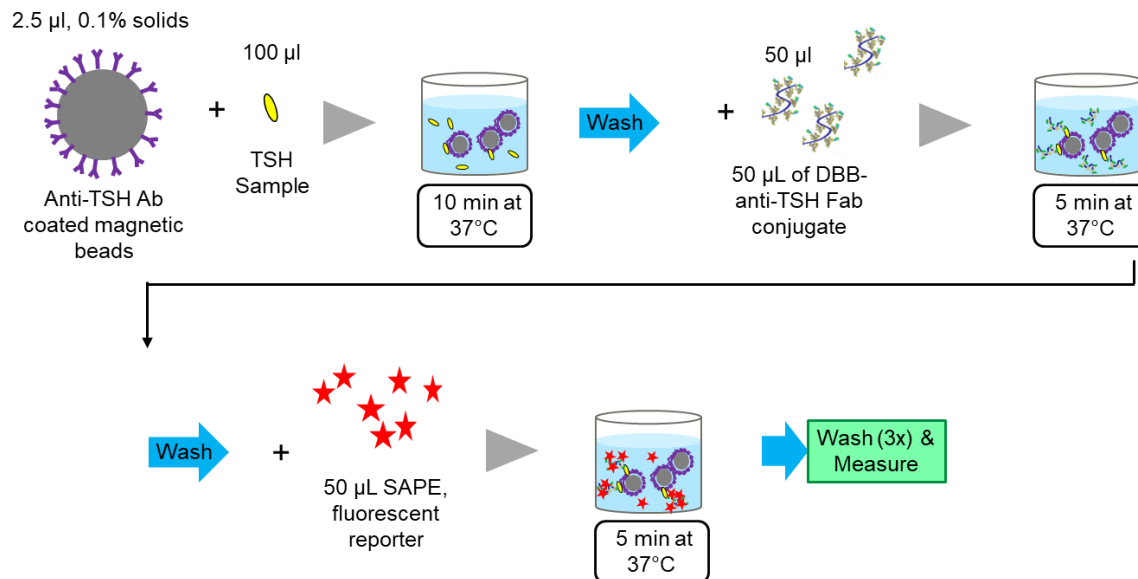 2.5 µl, 0.1% solids
Anti-TSH Ab
coated magnetic
beads
+
100 µl
TSH
Sample
10 min at
37°C
Wash
+
50 µl
50 µL of DBB-
anti-TSH Fab
conjugate
5 min at
37°C
Wash
+
50 µL SAPE,
fluorescent
reporter
5 min at
37°C
Wash (3x) &
Measure